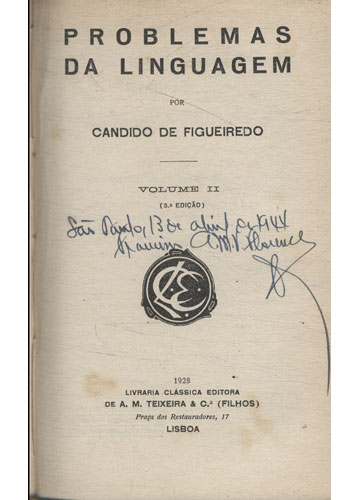 PROBLEMAS
DA LINGUAGEM
POR
CANDIDO DE FIGUEIREDO
VOLUME II
(3.ª EDIÇÃO)
São Paulo, 13 de abril de 1944
1928
LIVRARIA CLÁSSICA EDITORA
DE A. M. TEIXEIRA & C.ª (FILHOS)
Praça dos Restauradores, 17
LISBOA